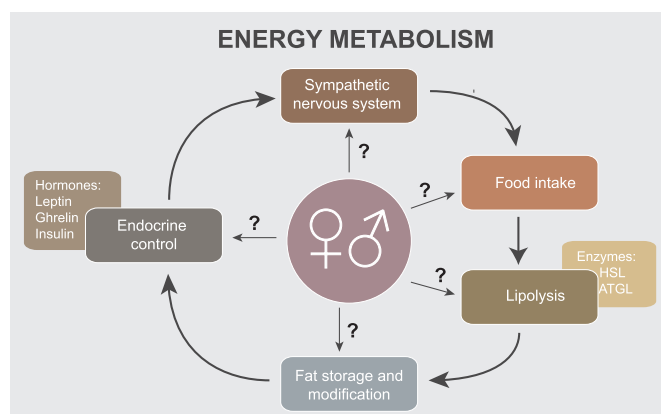 ENERGY METABOLISM
Sympathetic
nervous system
?
Food intake
?
Hormones:
Leptin
Ghrelin
Insulin
Endocrine
control
?
Enzymes:
HSL
ATGL
Lipolysis
?
?
Fat storage and
modification